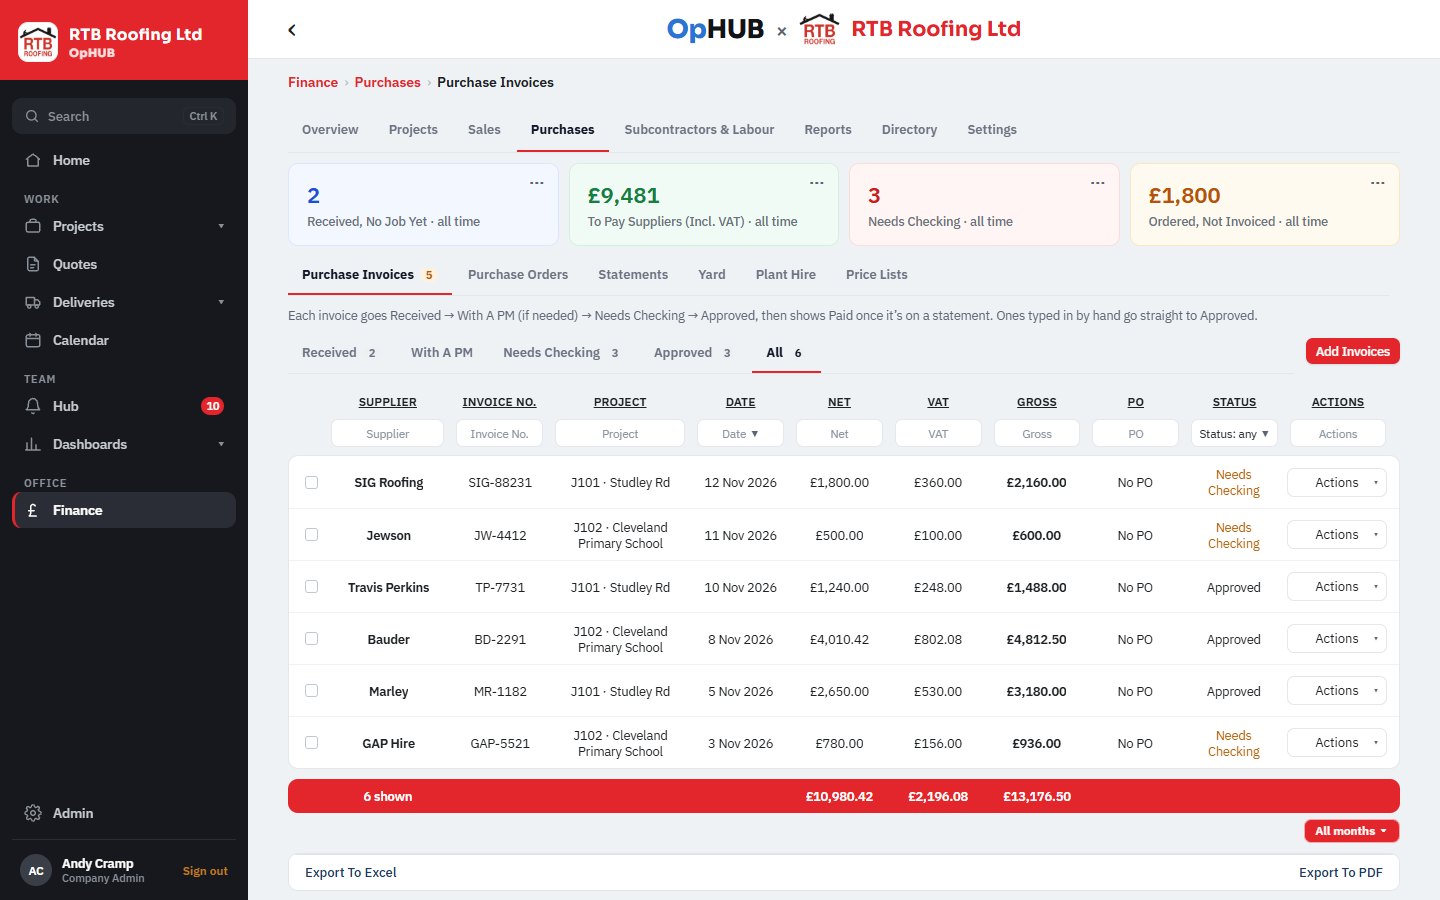 RTB
ROOFING
RTB Roofing Ltd
OpHUB
Search
Ctrl K
Home
WORK
Projects
Quotes
Deliveries
Calendar
TEAM
Hub
10
Dashboards
OFFICE
£ Finance
Admin
AC
Andy Cramp
Company Admin
Sign out
OpHUB × RTB ROOFING RTB Roofing Ltd
Finance › Purchases › Purchase Invoices
Overview Projects Sales Purchases Subcontractors & Labour Reports Directory Settings
2
Received, No Job Yet · all time
£9,481
To Pay Suppliers (Incl. VAT) · all time
3
Needs Checking · all time
£1,800
Ordered, Not Invoiced · all time
Purchase Invoices 5 Purchase Orders Statements Yard Plant Hire Price Lists
Each invoice goes Received → With A PM (if needed) → Needs Checking → Approved, then shows Paid once it's on a statement. Ones typed in by hand go straight to Approved.
Received 2 With A PM Needs Checking 3 Approved 3 All 6
Add Invoices
SUPPLIER INVOICE NO. PROJECT DATE NET VAT GROSS PO STATUS ACTIONS
Supplier Invoice No. Project Date ▼ Net VAT Gross PO Status: any ▼ Actions
SIG Roofing SIG-88231 J101 · Studley Rd 12 Nov 2026 £1,800.00 £360.00 £2,160.00 No PO Needs Checking Actions
Jewson JW-4412 J102 · Cleveland Primary School 11 Nov 2026 £500.00 £100.00 £600.00 No PO Needs Checking Actions
Travis Perkins TP-7731 J101 · Studley Rd 10 Nov 2026 £1,240.00 £248.00 £1,488.00 No PO Approved Actions
Bauder BD-2291 J102 · Cleveland Primary School 8 Nov 2026 £4,010.42 £802.08 £4,812.50 No PO Approved Actions
Marley MR-1182 J101 · Studley Rd 5 Nov 2026 £2,650.00 £530.00 £3,180.00 No PO Approved Actions
GAP Hire GAP-5521 J102 · Cleveland Primary School 3 Nov 2026 £780.00 £156.00 £936.00 No PO Needs Checking Actions
6 shown £10,980.42 £2,196.08 £13,176.50
All months
Export To Excel
Export To PDF